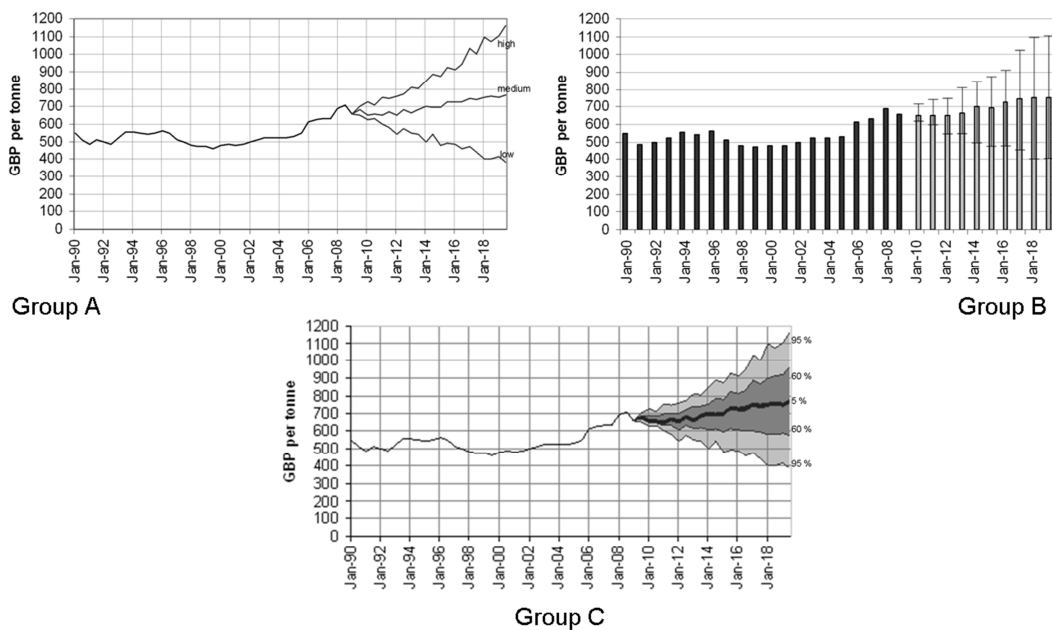 1200
1100
1000
900
800
700
600
500
400
300
200
100
0
GBP per tonne
high
medium
low
Jan-90
Jan-92
Jan-94
Jan-96
Jan-98
Jan-00
Jan-02
Jan-04
Jan-06
Jan-08
Jan-10
Jan-12
Jan-14
Jan-16
Jan-18
Group A
1200
1100
1000
900
800
700
600
500
400
300
200
100
0
GBP per tonne
Jan-90
Jan-92
Jan-94
Jan-96
Jan-98
Jan-00
Jan-02
Jan-04
Jan-06
Jan-08
Jan-10
Jan-12
Jan-14
Jan-16
Jan-18
Group B
1200
1100
1000
900
800
700
600
500
400
300
200
100
0
GBP per tonne
95 %
60 %
5 %
60 %
95 %
Jan-90
Jan-92
Jan-94
Jan-96
Jan-98
Jan-00
Jan-02
Jan-04
Jan-06
Jan-08
Jan-10
Jan-12
Jan-14
Jan-16
Jan-18
Group C